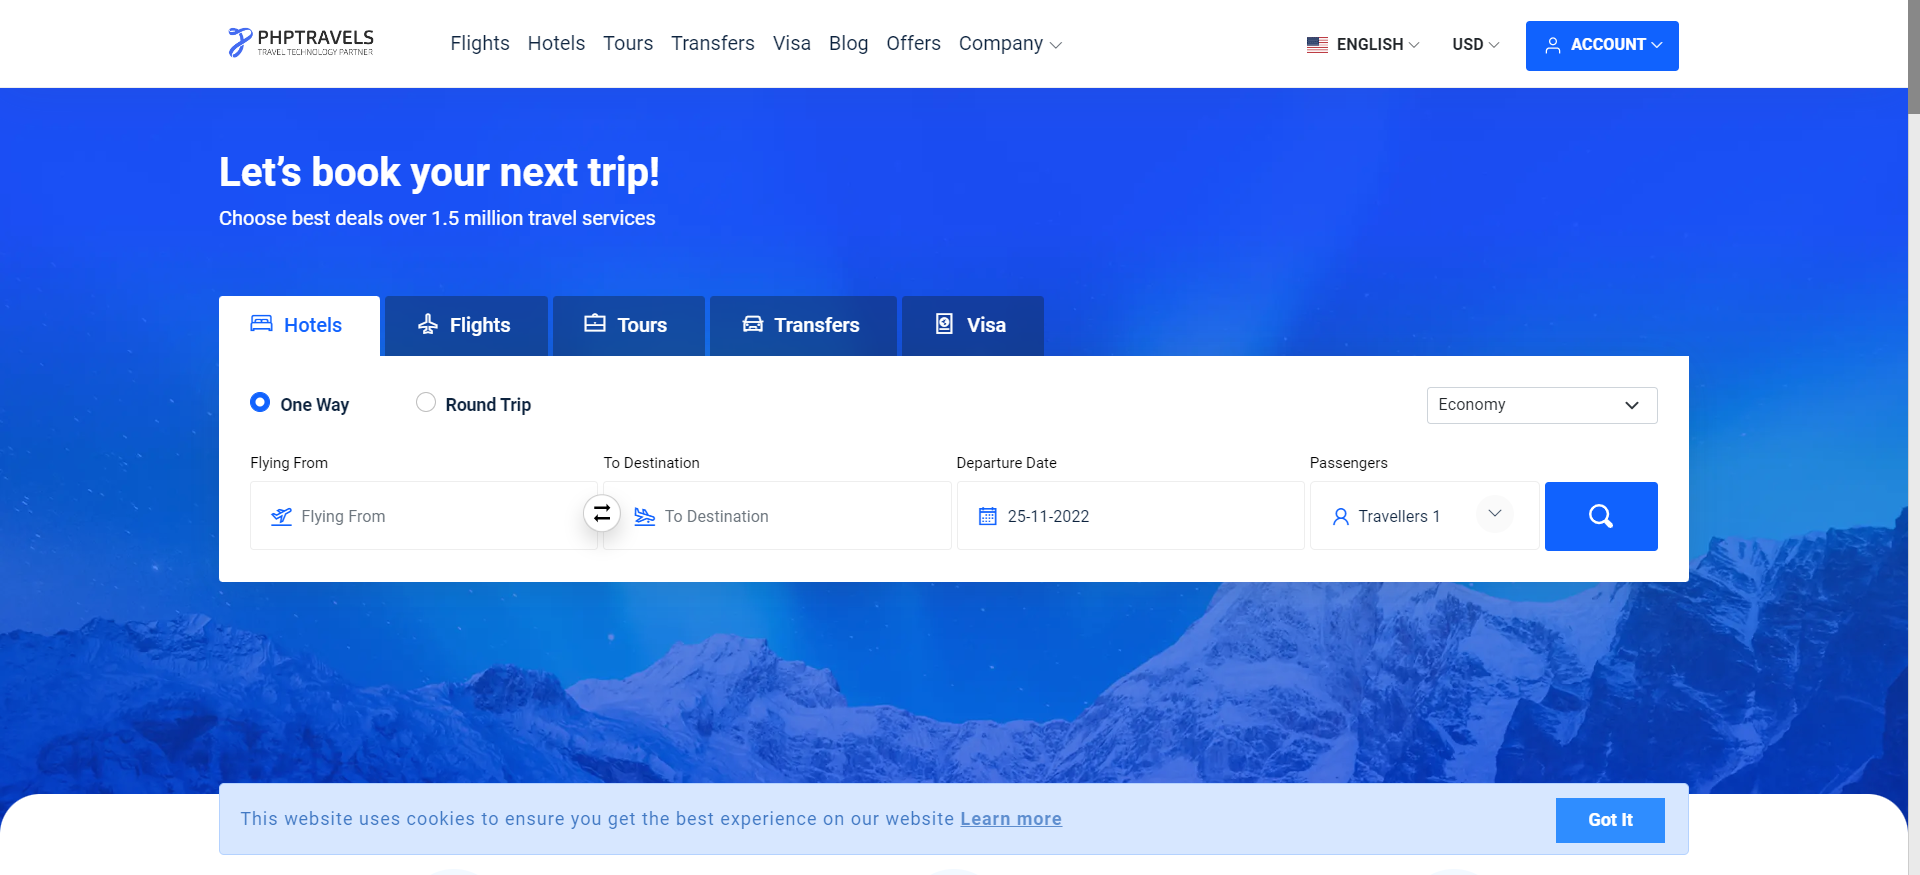 PHPTRAVELS
TRAVEL TECHNOLOGY PARTNER
Flights Hotels Tours Transfers Visa Blog Offers Company
ENGLISH USD ACCOUNT
Let's book your next trip!
Choose best deals over 1.5 million travel services
Hotels Flights Tours Transfers Visa
One Way Round Trip Economy
Flying From To Destination Departure Date Passengers
Flying From To Destination 25-11-2022 Travellers 1
This website uses cookies to ensure you get the best experience on our website Learn more Got It